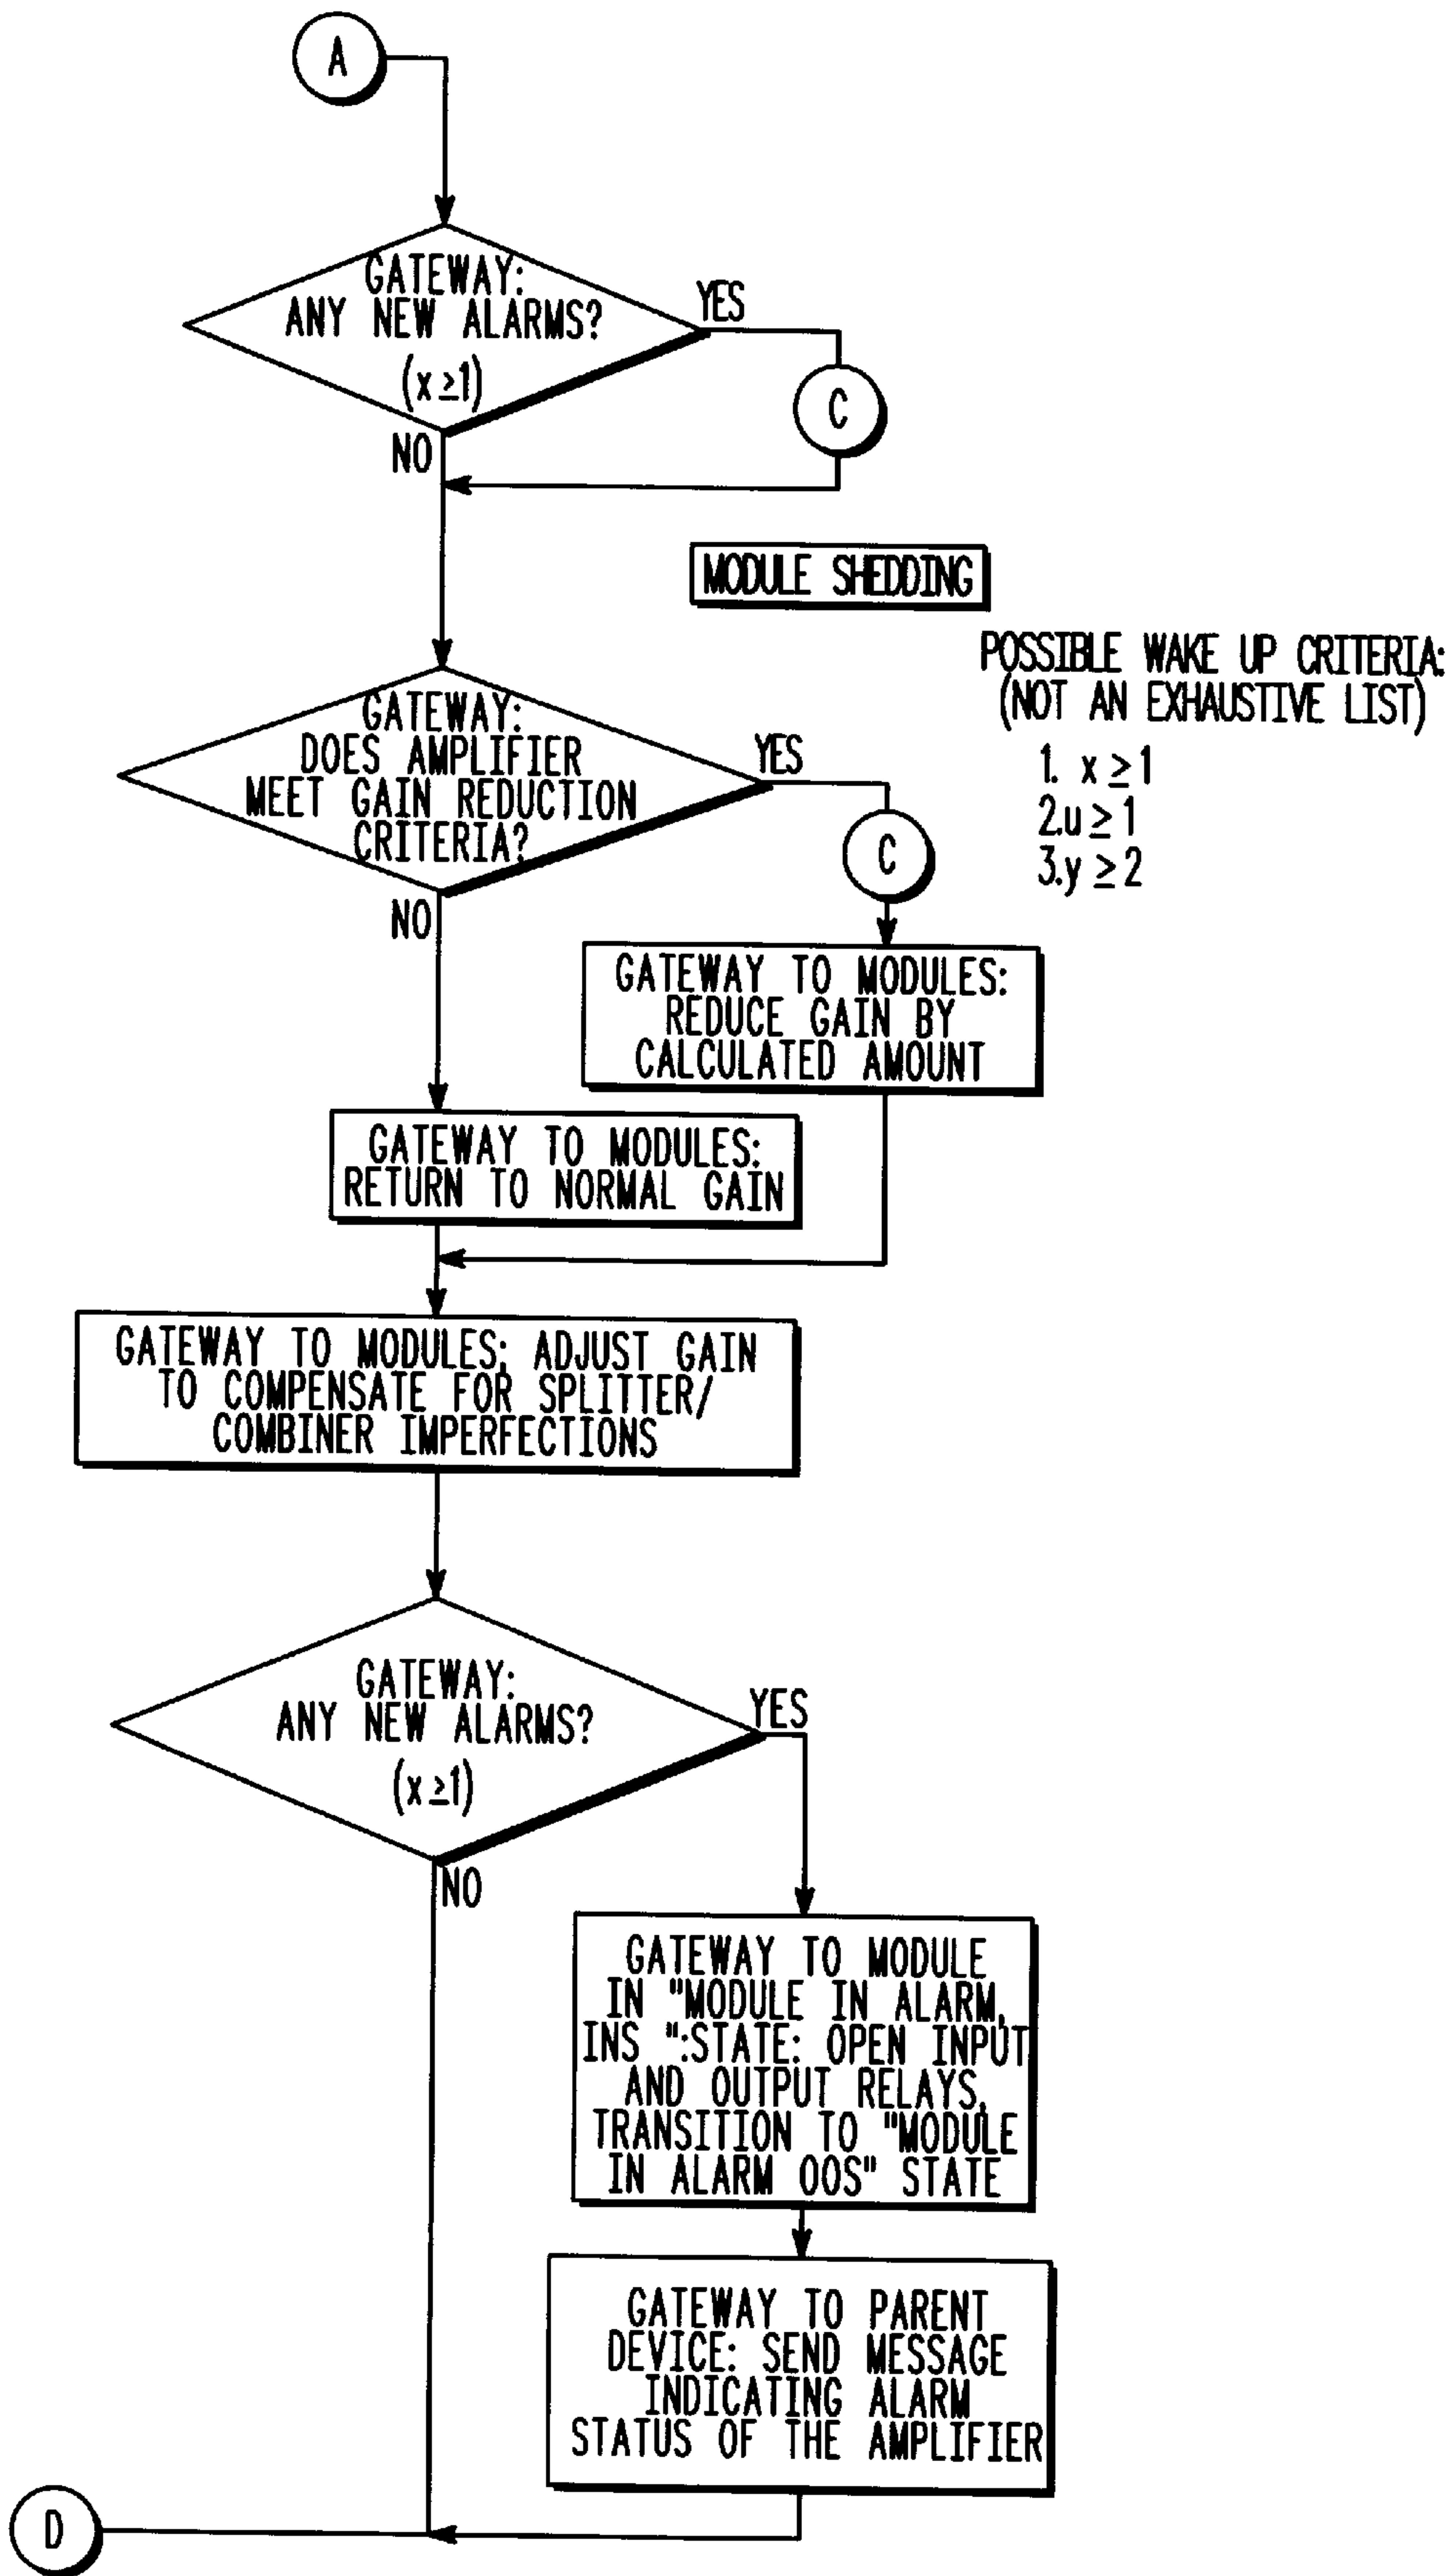 A
GATEWAY:
ANY NEW ALARMS?
(x ≥1)
YES
C
NO
MODULE SHEDDING
POSSIBLE WAKE UP CRITERIA:
(NOT AN EXHAUSTIVE LIST)
1. x ≥ 1
2.u ≥ 1
3.y ≥ 2
GATEWAY:
DOES AMPLIFIER
MEET GAIN REDUCTION
CRITERIA?
YES
C
NO
GATEWAY TO MODULES:
REDUCE GAIN BY
CALCULATED AMOUNT
GATEWAY TO MODULES:
RETURN TO NORMAL GAIN
GATEWAY TO MODULES; ADJUST GAIN
TO COMPENSATE FOR SPLITTER/
COMBINER IMPERFECTIONS
GATEWAY:
ANY NEW ALARMS?
(x ≥1)
YES
NO
GATEWAY TO MODULE
IN "MODULE IN ALARM,
INS ":STATE: OPEN INPUT
AND OUTPUT RELAYS,
TRANSITION TO "MODULE
IN ALARM OOS" STATE
GATEWAY TO PARENT
DEVICE: SEND MESSAGE
INDICATING ALARM
STATUS OF THE AMPLIFIER
D